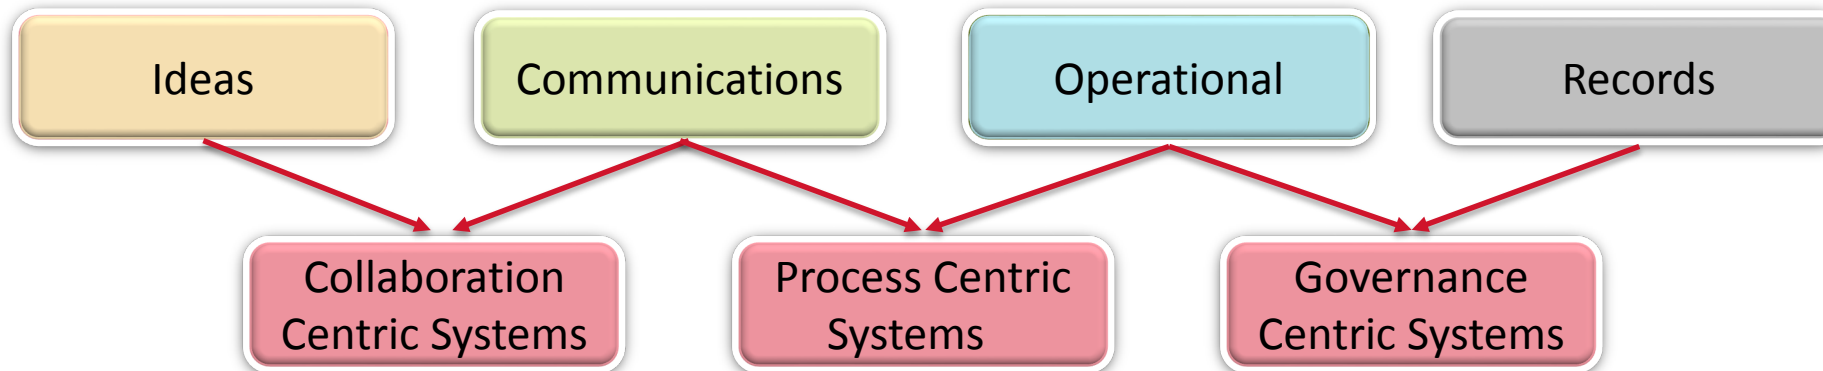 Ideas
Communications
Operational
Records
Collaboration
Centric Systems
Process Centric
Systems
Governance
Centric Systems